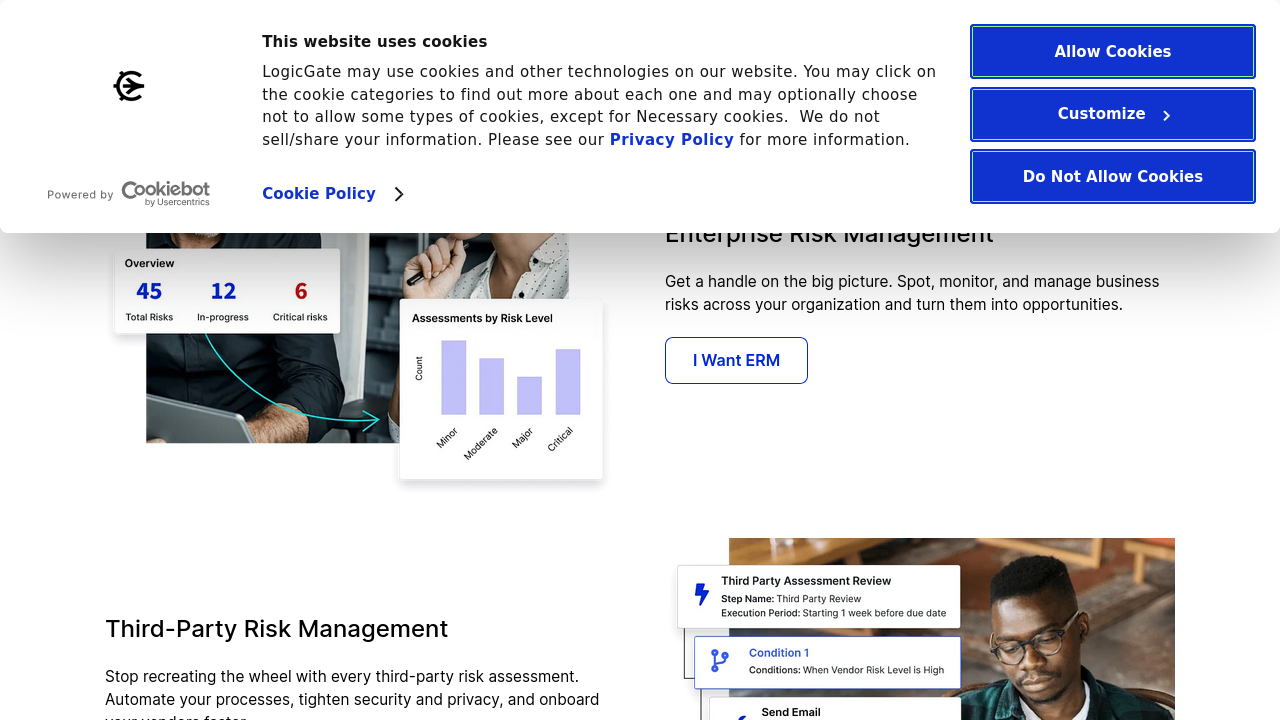 This website uses cookies
LogicGate may use cookies and other technologies on our website. You may click on
the cookie categories to find out more about each one and may optionally choose
not to allow some types of cookies, except for Necessary cookies.  We do not
sell/share your information. Please see our Privacy Policy for more information.
Cookie Policy
Powered by Cookiebot
by Usercentrics
Allow Cookies
Customize
Do Not Allow Cookies
Overview
45 12 6
Total Risks In-progress Critical risks
Assessments by Risk Level
Count
Minor Moderate Major Critical
Enterprise Risk Management
Get a handle on the big picture. Spot, monitor, and manage business
risks across your organization and turn them into opportunities.
I Want ERM
Third-Party Risk Management
Stop recreating the wheel with every third-party risk assessment.
Automate your processes, tighten security and privacy, and onboard
your vendors faster.
Third Party Assessment Review
Step Name: Third Party Review
Execution Period: Starting 1 week before due date
Condition 1
Conditions: When Vendor Risk Level is High
Send Email